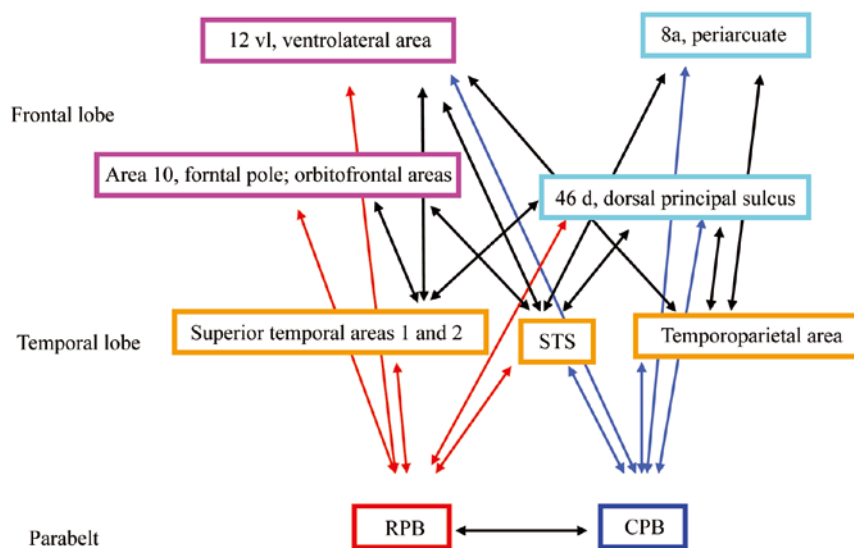 12 vl, ventrolateral area
8a, periarcuate
Frontal lobe
Area 10, forntal pole; orbitofrontal areas
46 d, dorsal principal sulcus
Superior temporal areas 1 and 2
STS
Temporoparietal area
Temporal lobe
RPB
CPB
Parabelt